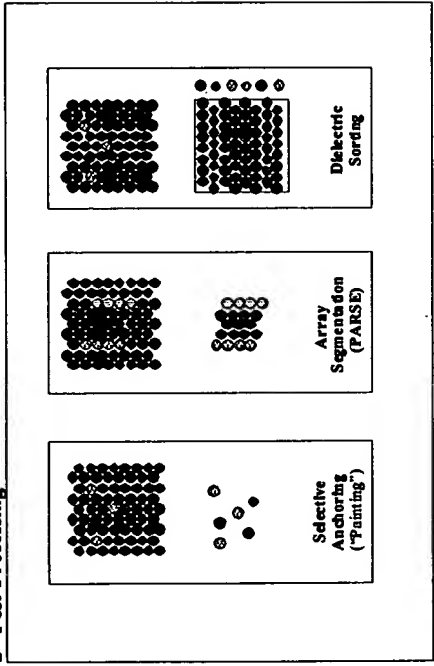 Selective
Anchoring
("Painting")
Array
Segmentation
(PARSE)
Dielectric
Sorting